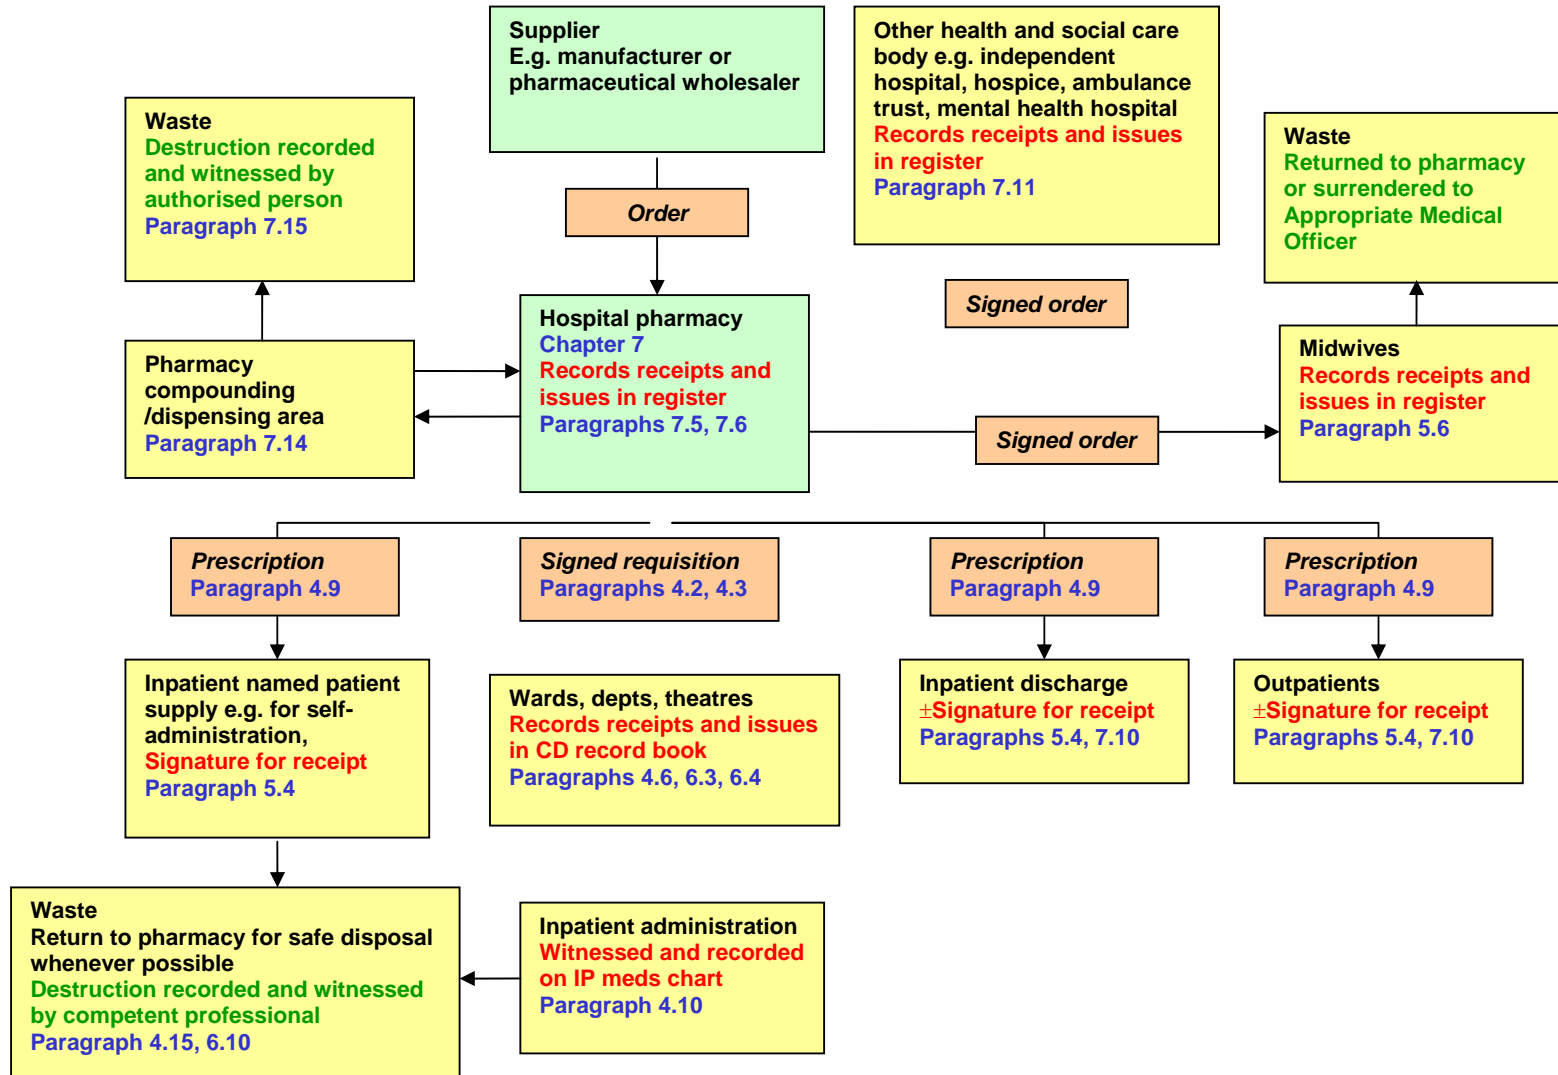 Supplier
E.g. manufacturer or
pharmaceutical wholesaler
Other health and social care
body e.g. independent
hospital, hospice, ambulance
trust, mental health hospital
Records receipts and issues
in register
Paragraph 7.11
Waste
Destruction recorded
and witnessed by
authorised person
Paragraph 7.15
Waste
Returned to pharmacy
or surrendered to
Appropriate Medical
Officer
Order
Signed order
Hospital pharmacy
Chapter 7
Records receipts and
issues in register
Paragraphs 7.5, 7.6
Pharmacy
compounding
/dispensing area
Paragraph 7.14
Signed order
Midwives
Records receipts and
issues in register
Paragraph 5.6
Prescription
Paragraph 4.9
Signed requisition
Paragraphs 4.2, 4.3
Prescription
Paragraph 4.9
Prescription
Paragraph 4.9
Inpatient named patient
supply e.g. for self-
administration,
Signature for receipt
Paragraph 5.4
Wards, depts, theatres
Records receipts and issues
in CD record book
Paragraphs 4.6, 6.3, 6.4
Inpatient discharge
±Signature for receipt
Paragraphs 5.4, 7.10
Outpatients
±Signature for receipt
Paragraphs 5.4, 7.10
Waste
Return to pharmacy for safe disposal
whenever possible
Destruction recorded and witnessed
by competent professional
Paragraph 4.15, 6.10
Inpatient administration
Witnessed and recorded
on IP meds chart
Paragraph 4.10